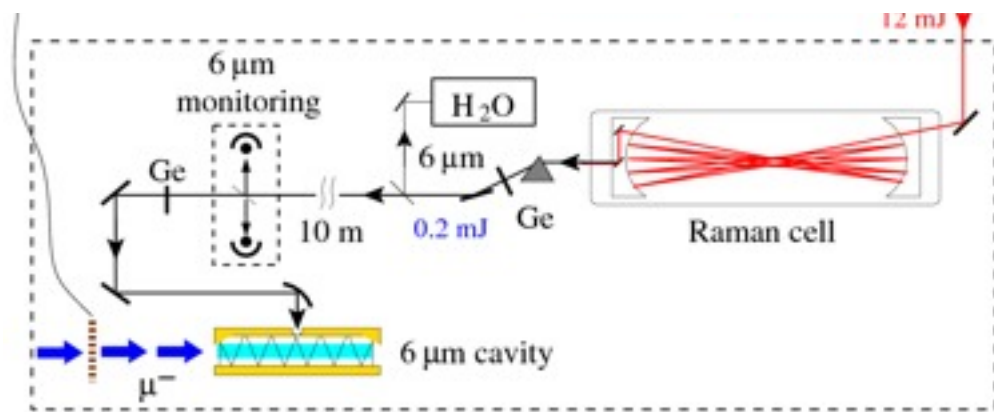 12 mJ
6 µm
monitoring
H₂O
6 µm
Ge
Ge
10 m
0.2 mJ
Raman cell
6 µm cavity
µ⁻